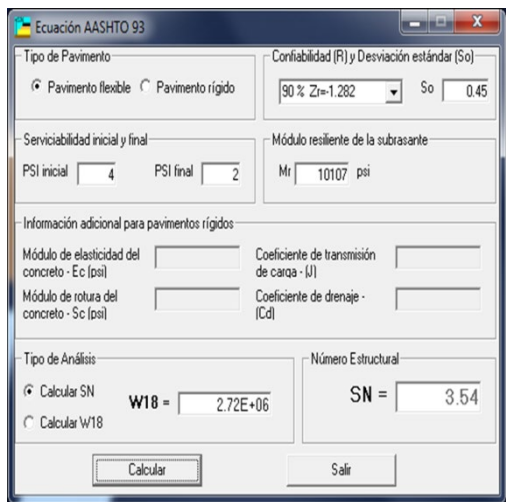 Ecuación AASHTO 93
Tipo de Pavimento
Pavimento flexible Pavimento rígido
Confiabilidad (R) y Desviación estándar (So)
90 % Zr=-1.282 So 0.45
Serviciabilidad inicial y final
PSI inicial 4 PSI final 2
Módulo resiliente de la subrasante
Mr 10107 psi
Información adicional para pavimentos rígidos
Módulo de elasticidad del
concreto - Ec (psi)
Coeficiente de transmisión
de carga - (J)
Módulo de rotura del
concreto - Sc (psi)
Coeficiente de drenaje -
(Cd)
Tipo de Análisis
Calcular SN
Calcular W18
W18 = 2.72E+06
Número Estructural
SN = 3.54
Calcular
Salir